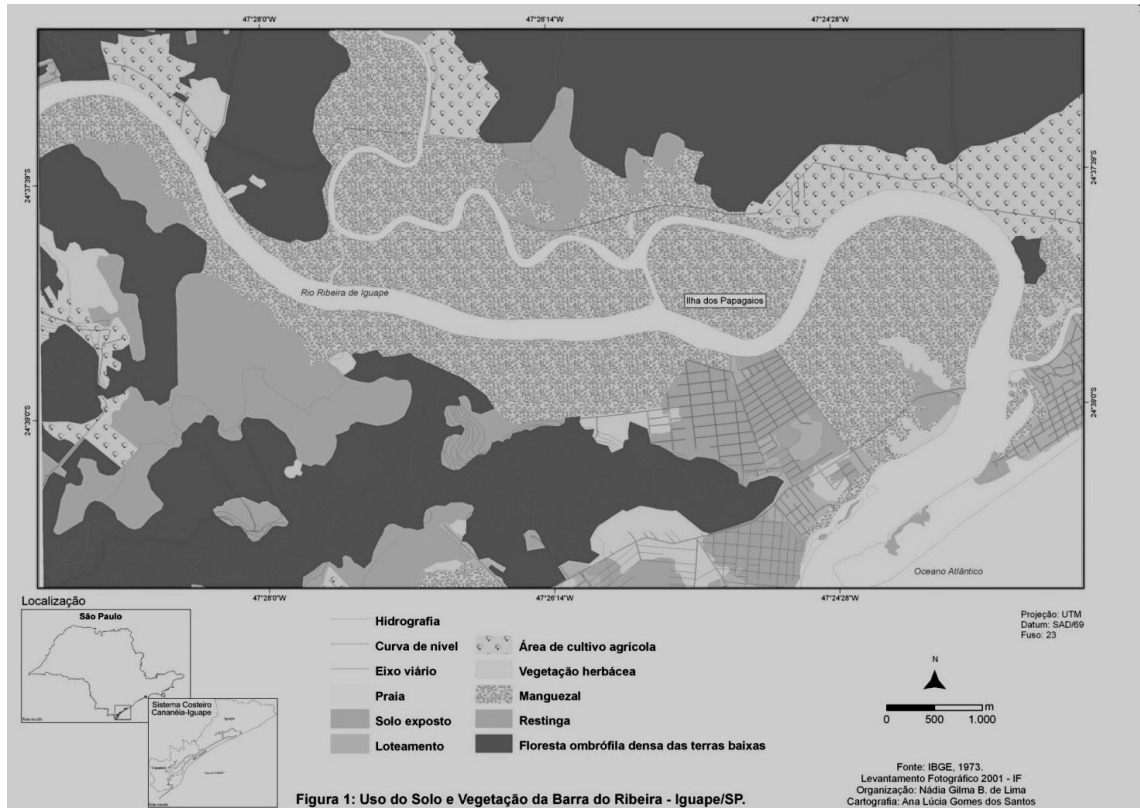 47°28'0"W 47°26'14"W 47°24'28"W
24°37'39"S 24°37'39"S
Rio Ribeira de Iguape
Ilha dos Papagaios
24°39'0"S 24°39'0"S
Oceano Atlântico
47°28'0"W 47°26'14"W 47°24'28"W
Localização
São Paulo
Sistema Costeiro
Cananéia-Iguape
Iguape
Cananéia
Hidrografia
Curva de nível
Eixo viário
Praia
Solo exposto
Loteamento
Área de cultivo agrícola
Vegetação herbácea
Manguezal
Restinga
Floresta ombrófila densa das terras baixas
Projeção: UTM
Datum: SAD/69
Fuso: 23
N
0 500 1.000 m
Fonte: IBGE, 1973.
Levantamento Fotográfico 2001 - IF
Organização: Nádia Gilma B. de Lima
Cartografia: Ana Lúcia Gomes dos Santos
Figura 1: Uso do Solo e Vegetação da Barra do Ribeira - Iguape/SP.